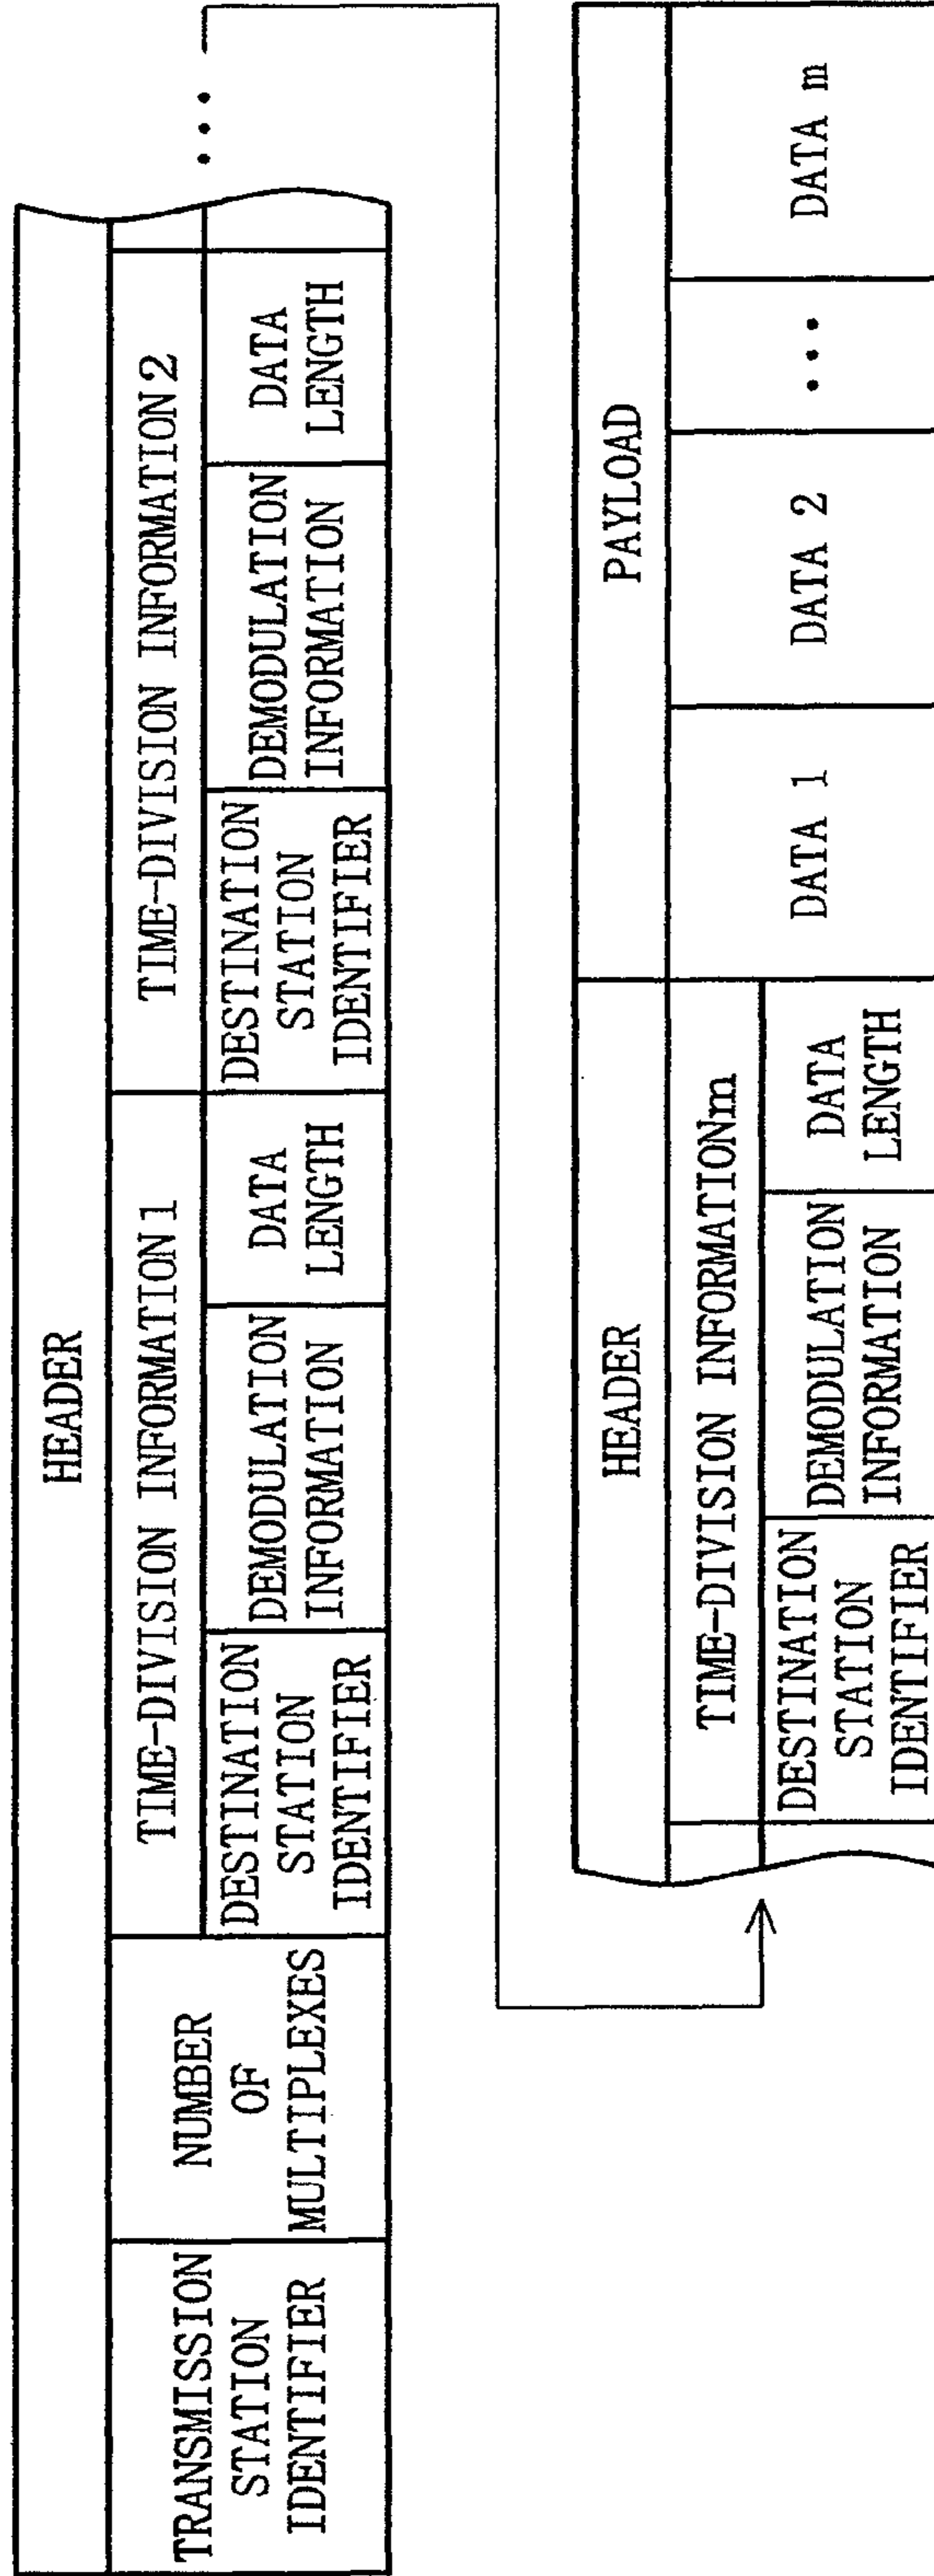 HEADER
TRANSMISSION
STATION
IDENTIFIER
NUMBER
OF
MULTIPLEXES
TIME-DIVISION INFORMATION 1
DESTINATION
STATION
IDENTIFIER
DEMODULATION
INFORMATION
DATA
LENGTH
TIME-DIVISION INFORMATION 2
DESTINATION
STATION
IDENTIFIER
DEMODULATION
INFORMATION
DATA
LENGTH
...
HEADER
TIME-DIVISION INFORMATIONm
DESTINATION
STATION
IDENTIFIER
DEMODULATION
INFORMATION
DATA
LENGTH
PAYLOAD
DATA 1
DATA 2
...
DATA m